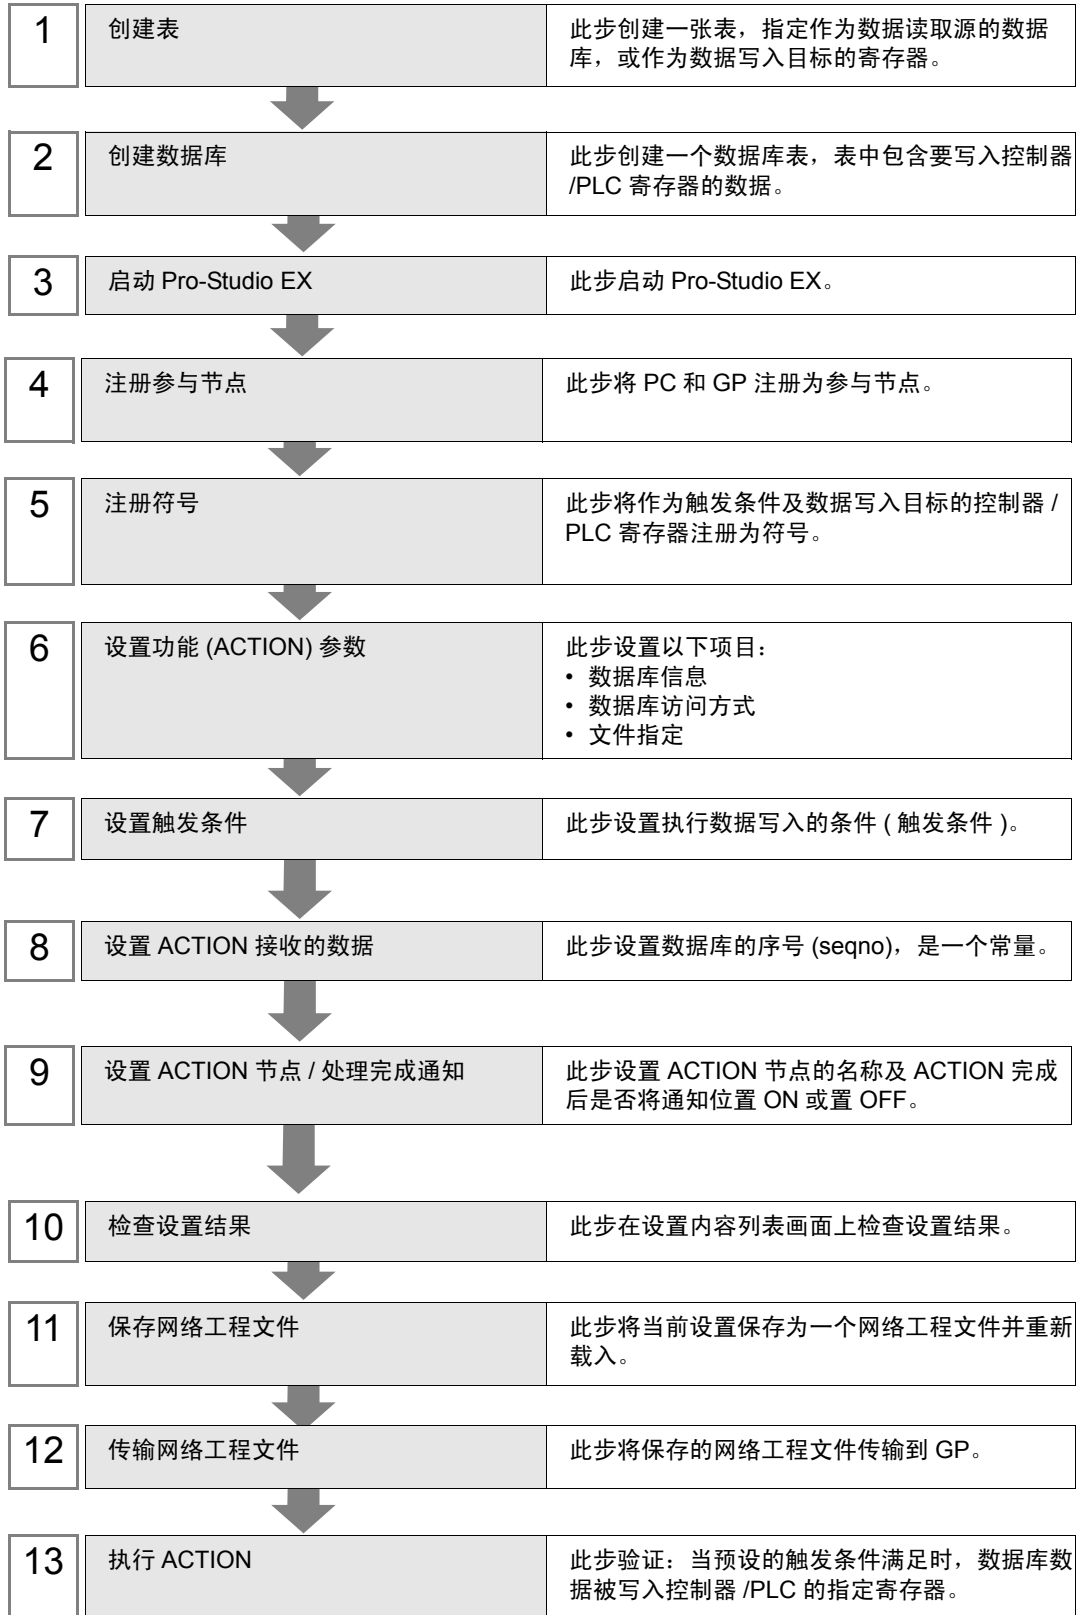 1
创建表
此步创建一张表，指定作为数据读取源的数据
库，或作为数据写入目标的寄存器。
2
创建数据库
此步创建一个数据库表，表中包含要写入控制器
/PLC 寄存器的数据。
3
启动 Pro-Studio EX
此步启动 Pro-Studio EX。
4
注册参与节点
此步将 PC 和 GP 注册为参与节点。
5
注册符号
此步将作为触发条件及数据写入目标的控制器 /
PLC 寄存器注册为符号。
6
设置功能 (ACTION) 参数
此步设置以下项目：
• 数据库信息
• 数据库访问方式
• 文件指定
7
设置触发条件
此步设置执行数据写入的条件 ( 触发条件 )。
8
设置 ACTION 接收的数据
此步设置数据库的序号 (seqno)，是一个常量。
9
设置 ACTION 节点 / 处理完成通知
此步设置 ACTION 节点的名称及 ACTION 完成
后是否将通知位置 ON 或置 OFF。
10
检查设置结果
此步在设置内容列表画面上检查设置结果。
11
保存网络工程文件
此步将当前设置保存为一个网络工程文件并重新
载入。
12
传输网络工程文件
此步将保存的网络工程文件传输到 GP。
13
执行 ACTION
此步验证：当预设的触发条件满足时，数据库数
据被写入控制器 /PLC 的指定寄存器。